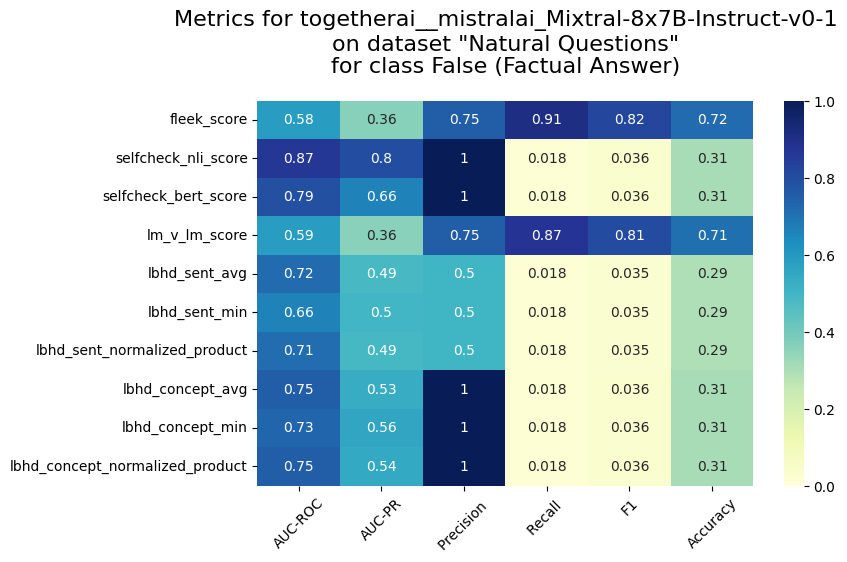 Metrics for togetherai__mistralai_Mixtral-8x7B-Instruct-v0-1
on dataset "Natural Questions"
for class False (Factual Answer)
fleek_score 0.58 0.36 0.75 0.91 0.82 0.72
selfcheck_nli_score 0.87 0.8 1 0.018 0.036 0.31
selfcheck_bert_score 0.79 0.66 1 0.018 0.036 0.31
lm_v_lm_score 0.59 0.36 0.75 0.87 0.81 0.71
lbhd_sent_avg 0.72 0.49 0.5 0.018 0.035 0.29
lbhd_sent_min 0.66 0.5 0.5 0.018 0.035 0.29
lbhd_sent_normalized_product 0.71 0.49 0.5 0.018 0.035 0.29
lbhd_concept_avg 0.75 0.53 1 0.018 0.036 0.31
lbhd_concept_min 0.73 0.56 1 0.018 0.036 0.31
lbhd_concept_normalized_product 0.75 0.54 1 0.018 0.036 0.31
AUC-ROC AUC-PR Precision Recall F1 Accuracy
1.0
0.8
0.6
0.4
0.2
0.0